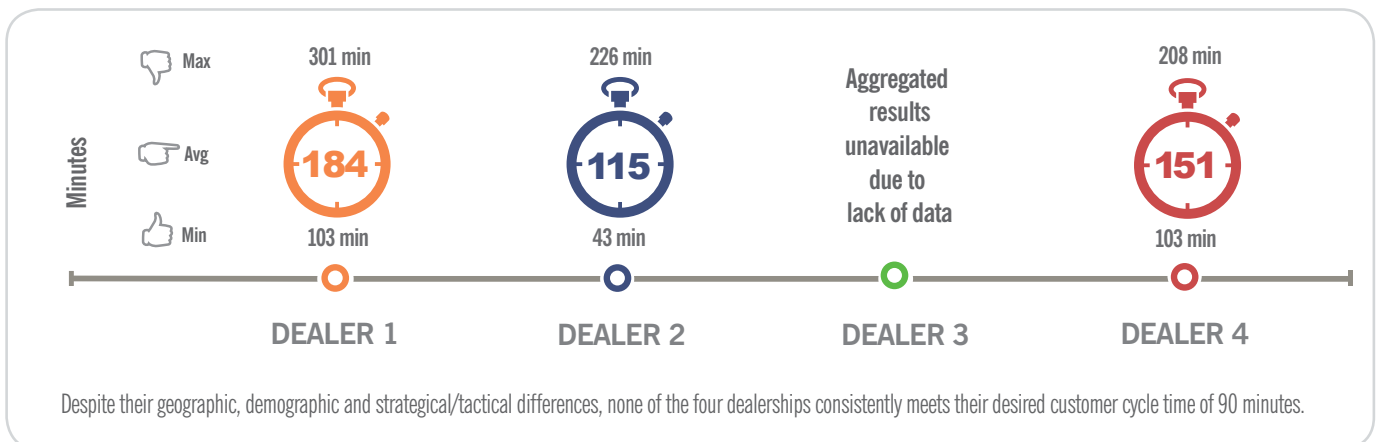 Minutes
Max
Avg
Min
301 min
184
103 min
226 min
115
43 min
Aggregated
results
unavailable
due to
lack of data
208 min
151
103 min
DEALER 1
DEALER 2
DEALER 3
DEALER 4
Despite their geographic, demographic and strategical/tactical differences, none of the four dealerships consistently meets their desired customer cycle time of 90 minutes.